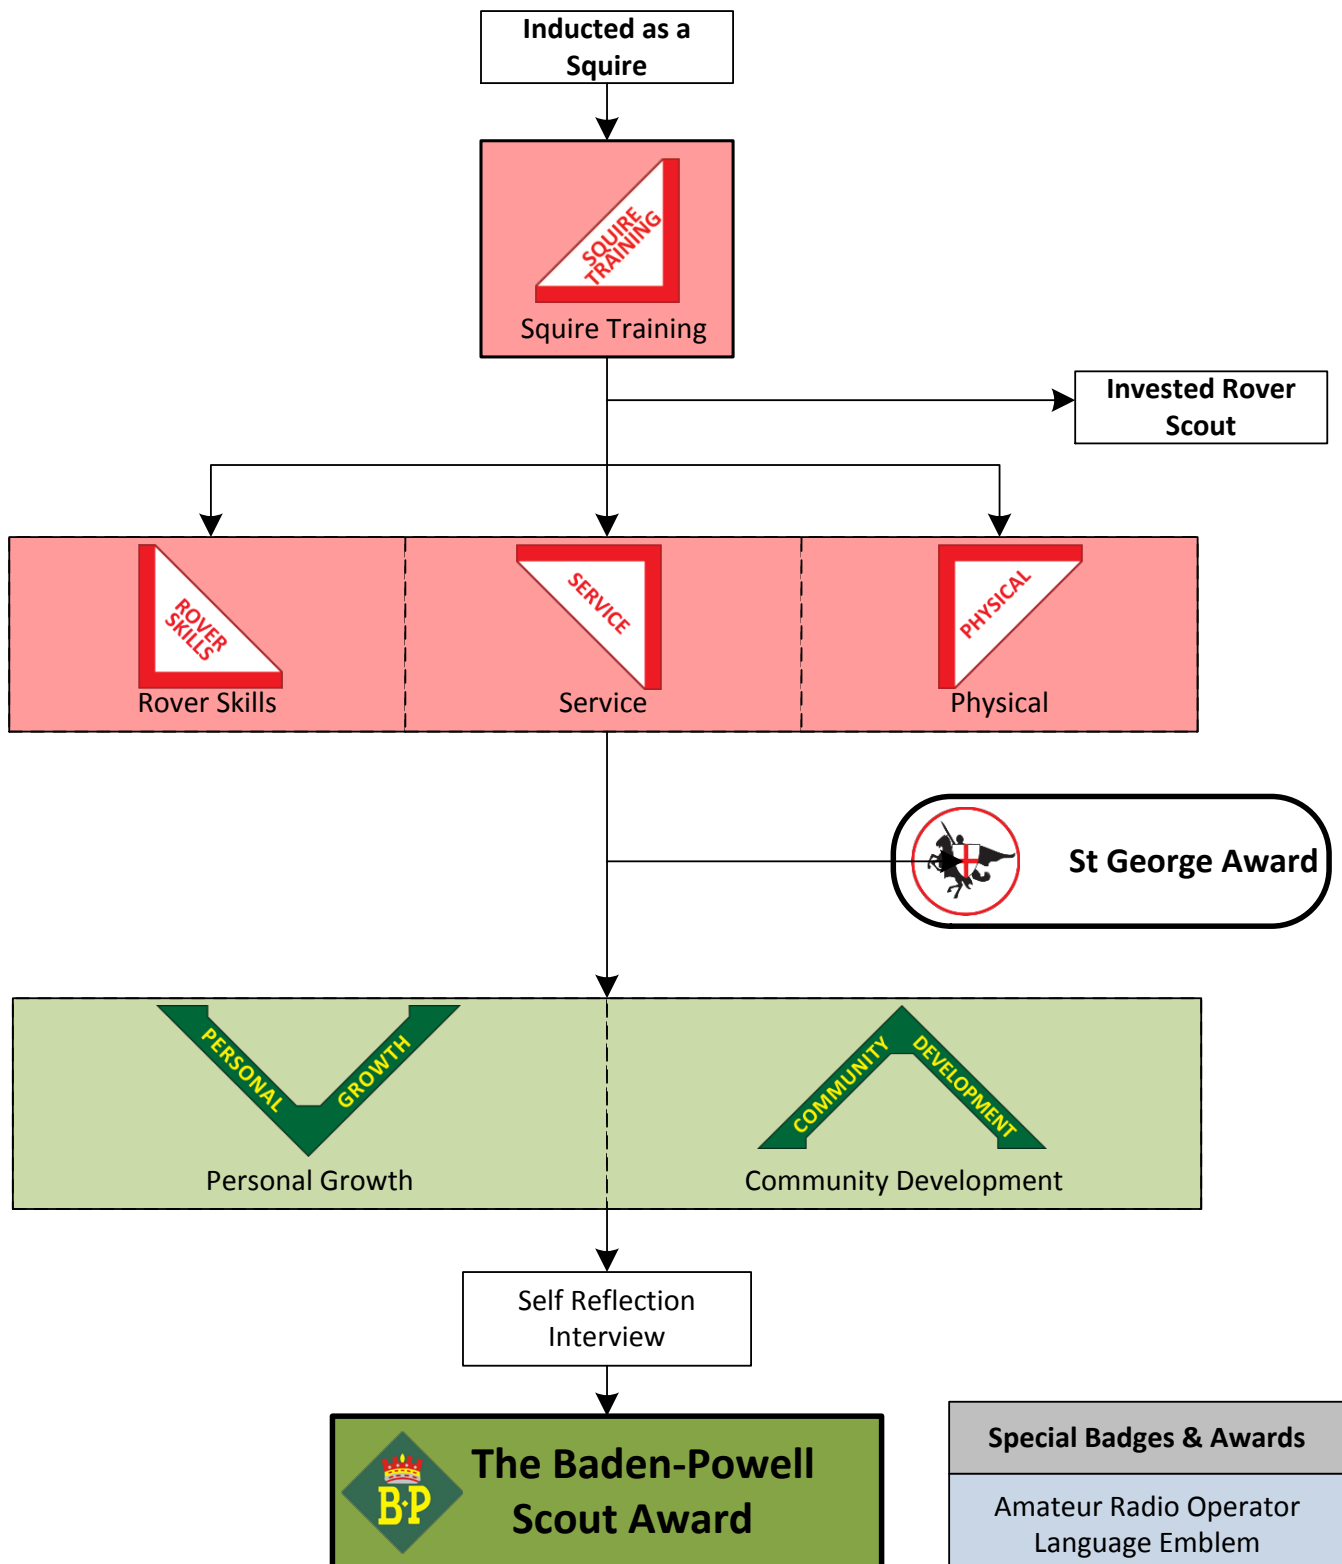 Inducted as a
Squire
SQUIRE
TRAINING
Squire Training
Invested Rover
Scout
ROVER
SKILLS
Rover Skills
SERVICE
Service
PHYSICAL
Physical
St George Award
PERSONAL GROWTH
Personal Growth
COMMUNITY DEVELOPMENT
Community Development
Self Reflection
Interview
B·P
The Baden-Powell
Scout Award
Special Badges & Awards
Amateur Radio Operator
Language Emblem